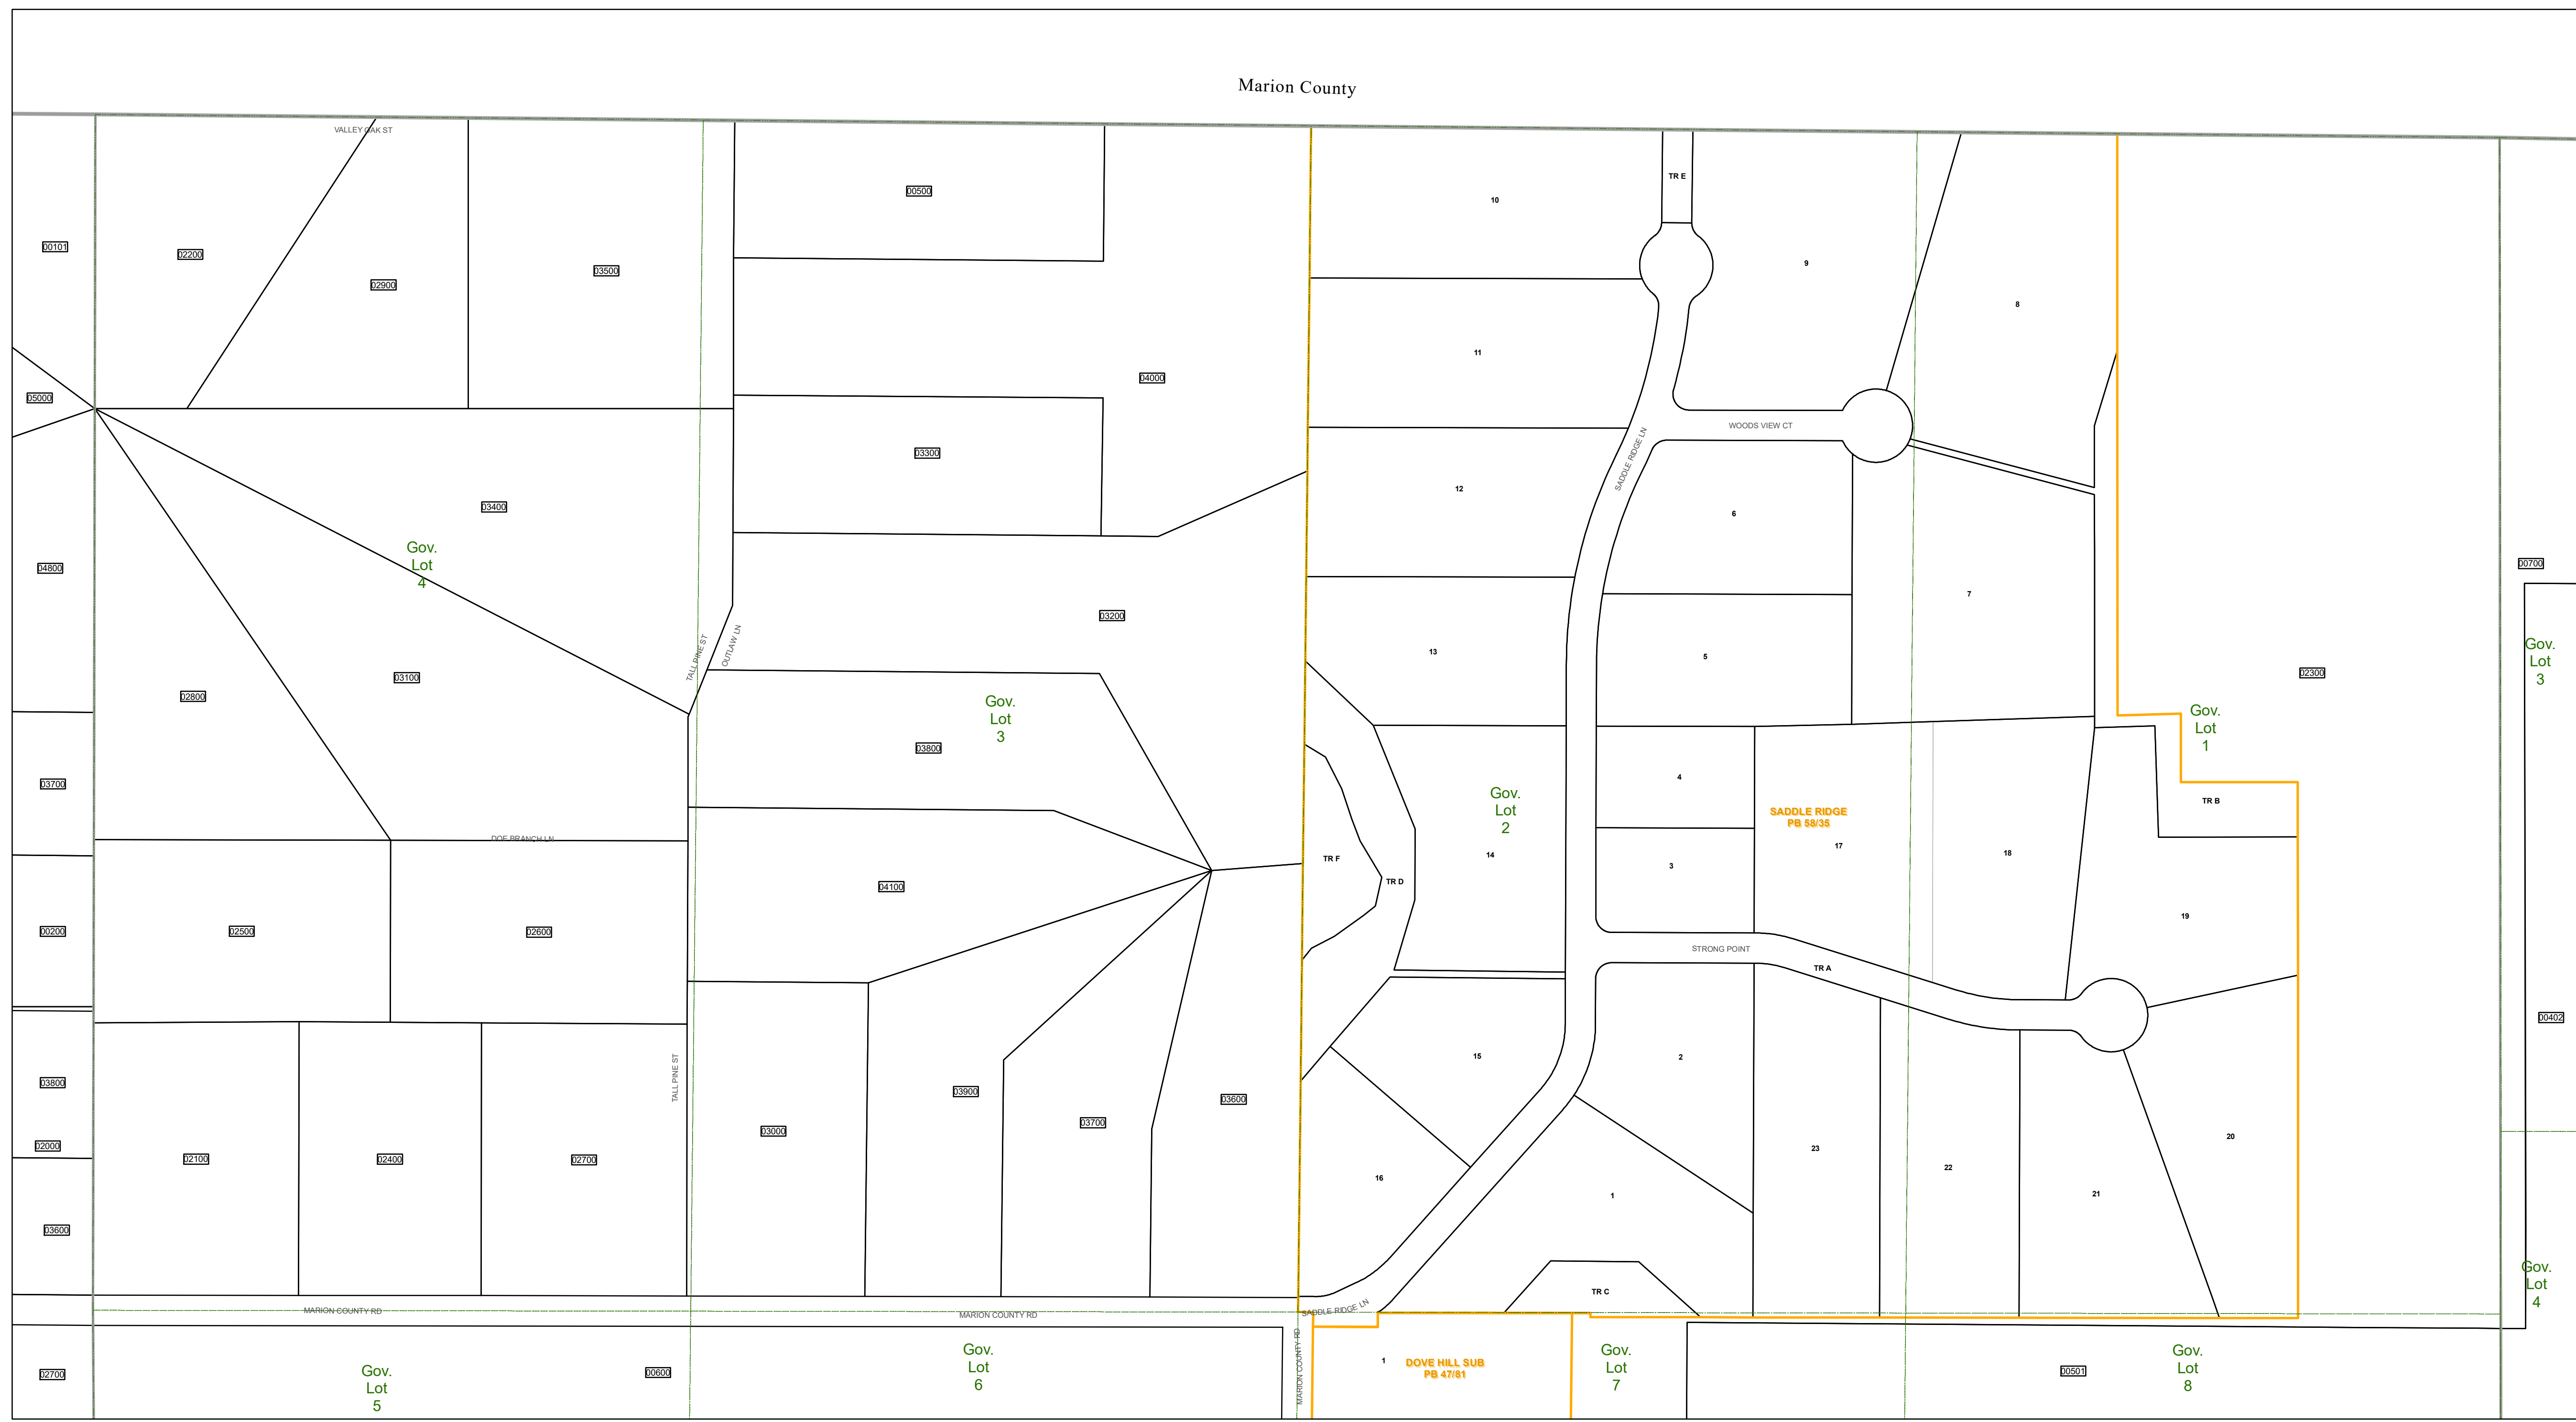 Marion County
VALLEY OAK ST
TR E
00500
10
00101
02200
9
03500
02900
8
11
04000
05000
WOODS VIEW CT
03300
SADDLE RIDGE LN
12
03400
6
Gov.
Lot
4
04800
00700
7
03200
TALL PINE ST
OUTLAW LN
13
5
Gov.
Lot
3
02300
03100
02800
Gov.
Lot
3
Gov.
Lot
1
03800
4
03700
Gov.
Lot
2
TR B
SADDLE RIDGE
PB 58/35
DOE BRANCH LN
17
14
18
TR F
3
TR D
04100
19
00200
02500
02600
STRONG POINT
TR A
00402
15
2
TALL PINE ST
03800
03900
03600
03700
03000
20
02000
23
02100
02400
02700
22
16
21
1
03600
Gov.
Lot
4
TR C
MARION COUNTY RD
MARION COUNTY RD
SADDLE RIDGE LN
MARION COUNTY RD
1
DOVE HILL SUB
PB 47/81
02700
Gov.
Lot
5
00600
Gov.
Lot
6
Gov.
Lot
7
00501
Gov.
Lot
8